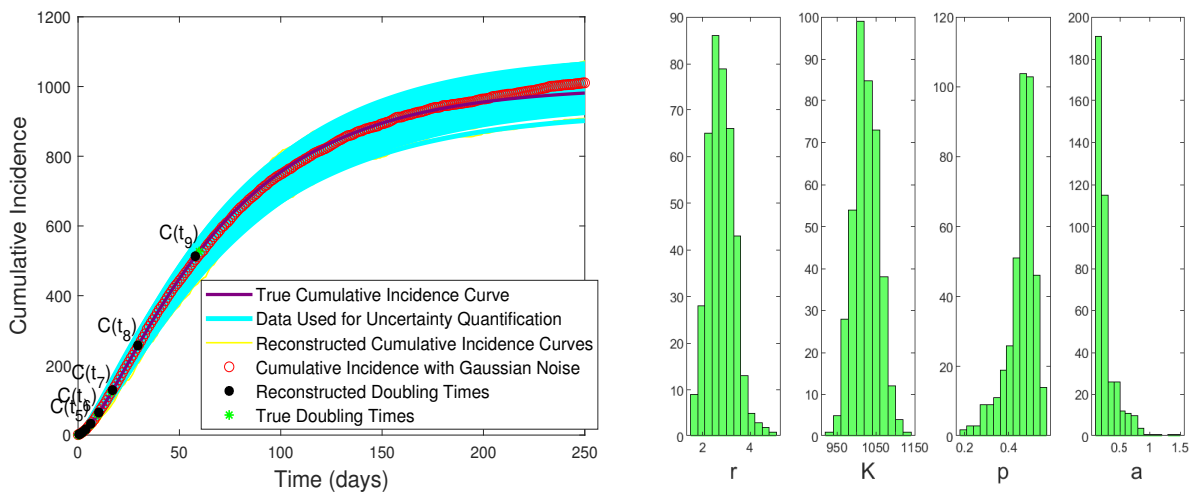 1200
1000
800
600
400
200
0
Cumulative Incidence
C(t9)
C(t8)
C(t7)
C(t6)
C(t5)
True Cumulative Incidence Curve
Data Used for Uncertainty Quantification
Reconstructed Cumulative Incidence Curves
Cumulative Incidence with Gaussian Noise
Reconstructed Doubling Times
True Doubling Times
0 50 100 150 200 250
Time (days)
90
80
70
60
50
40
30
20
10
0
2 4
r
100
90
80
70
60
50
40
30
20
10
0
950 1050 1150
K
120
100
80
60
40
20
0
0.2 0.4
p
200
180
160
140
120
100
80
60
40
20
0
0.5 1 1.5
a